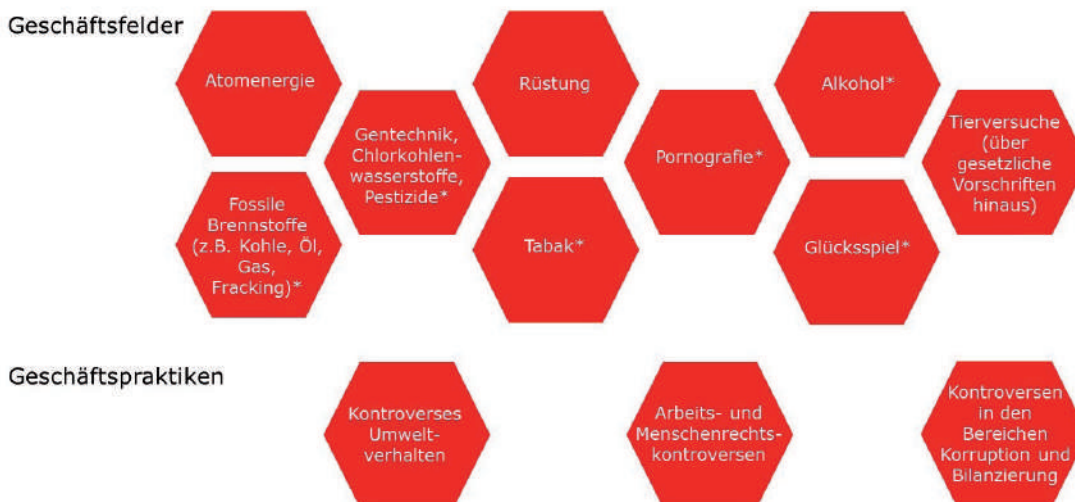 Geschäftsfelder
Atomenergie
Rüstung
Alkohol*
Gentechnik,
Chlorkohlen-
wasserstoffe,
Pestizide*
Pornografie*
Tierversuche
(über
gesetzliche
Vorschriften
hinaus)
Fossile
Brennstoffe
(z.B. Kohle, Öl,
Gas,
Fracking)*
Tabak*
Glücksspiel*
Geschäftspraktiken
Kontroverses
Umwelt-
verhalten
Arbeits- und
Menschenrechts-
kontroversen
Kontroversen
in den
Bereichen
Korruption und
Bilanzierung